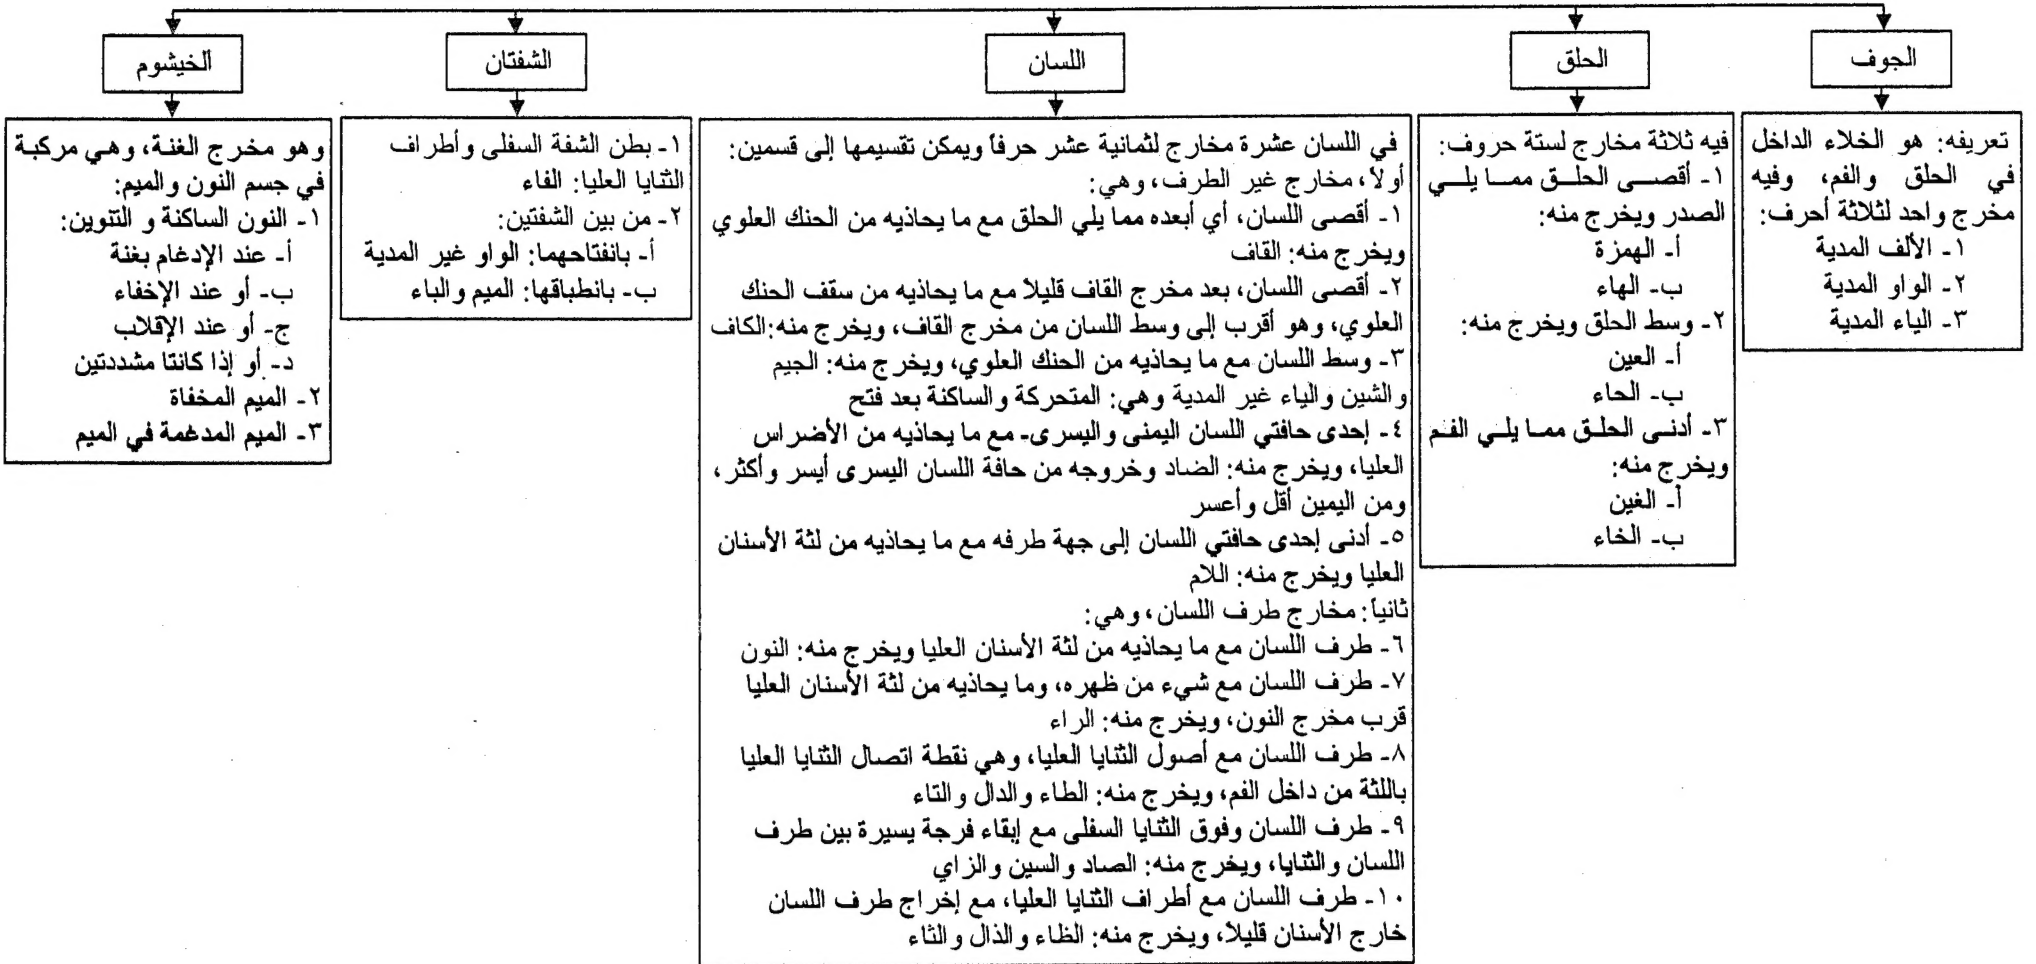 الجوف
تعريفه: هو الخلاء الداخل
في الحلق والفم، وفيه
مخرج واحد لثلاثة أحرف:
١- الألف المدية
٢- الواو المدية
٣- الياء المدية
الحلق
فيه ثلاثة مخارج لستة حروف:
١- أقصى الحلق مما يلي
الصدر ويخرج منه:
أ- الهمزة
ب- الهاء
٢- وسط الحلق ويخرج منه:
أ- العين
ب- الحاء
٣- أدنى الحلق مما يلي الفم
ويخرج منه:
أ- الغين
ب- الخاء
اللسان
في اللسان عشرة مخارج لثمانية عشر حرفاً ويمكن تقسيمها إلى قسمين:
أولاً، مخارج غير الطرف، وهي:
١- أقصى اللسان، أي أبعده مما يلي الحلق مع ما يحاذيه من الحنك العلوي
ويخرج منه: القاف
٢- أقصى اللسان، بعد مخرج القاف قليلاً مع ما يحاذيه من سقف الحنك
العلوي، وهو أقرب إلى وسط اللسان من مخرج القاف، ويخرج منه:الكاف
٣- وسط اللسان مع ما يحاذيه من الحنك العلوي، ويخرج منه: الجيم
والشين والياء غير المدية وهي: المتحركة والساكنة بعد فتح
٤- إحدى حافتي اللسان اليمنى واليسرى- مع ما يحاذيه من الأضراس
العليا، ويخرج منه: الضاد وخروجه من حافة اللسان اليسرى أيسر وأكثر،
ومن اليمين أقل وأعسر
٥- أدنى إحدى حافتي اللسان إلى جهة طرفه مع ما يحاذيه من لثة الأسنان
العليا ويخرج منه: اللام
ثانياً: مخارج طرف اللسان، وهي:
٦- طرف اللسان مع ما يحاذيه من لثة الأسنان العليا ويخرج منه: النون
٧- طرف اللسان مع شيء من ظهره، وما يحاذيه من لثة الأسنان العليا
قرب مخرج النون، ويخرج منه: الراء
٨- طرف اللسان مع أصول الثنايا العليا، وهي نقطة اتصال الثنايا العليا
باللثة من داخل الفم، ويخرج منه: الطاء والدال والتاء
٩- طرف اللسان وفوق الثنايا السفلى مع إبقاء فرجة يسيرة بين طرف
اللسان والثنايا، ويخرج منه: الصاد والسين والزاي
١٠- طرف اللسان مع أطراف الثنايا العليا، مع إخراج طرف اللسان
خارج الأسنان قليلاً، ويخرج منه: الظاء والذال والثاء
الشفتان
١- بطن الشفة السفلى وأطراف
الثنايا العليا: الفاء
٢- من بين الشفتين:
أ- بانفتاحهما: الواو غير المدية
ب- بانطباقها: الميم والباء
الخيشوم
وهو مخرج الغنة، وهي مركبة
في جسم النون والميم:
١- النون الساكنة و التنوين:
أ- عند الإدغام بغنة
ب- أو عند الإخفاء
ج- أو عند الإقلاب
د- أو إذا كانتا مشددتين
٢- الميم المخفاة
٣- الميم المدغمة في الميم